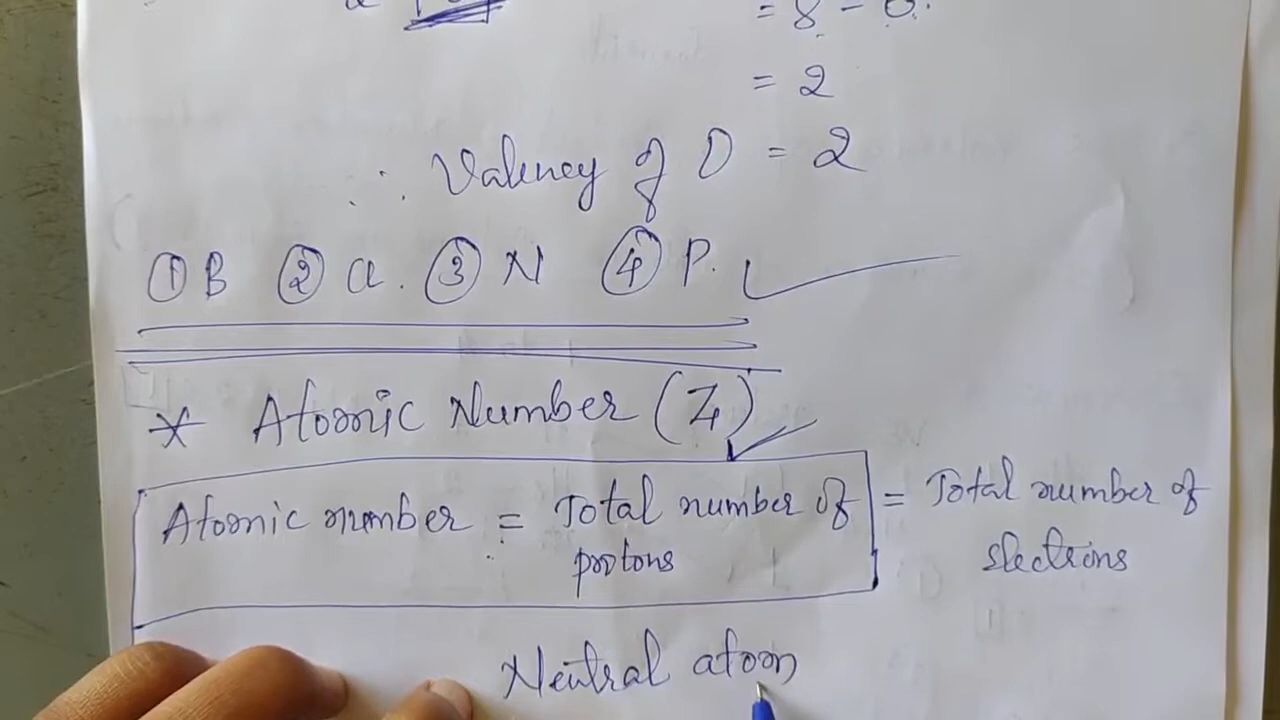 = 8 - 6.
= 2
∴ Valency of O = 2
① B ② Cl. ③ N ④ P.
* Atomic Number (Z)
Atomic number = Total number of protons = Total number of electrons
Neutral atom